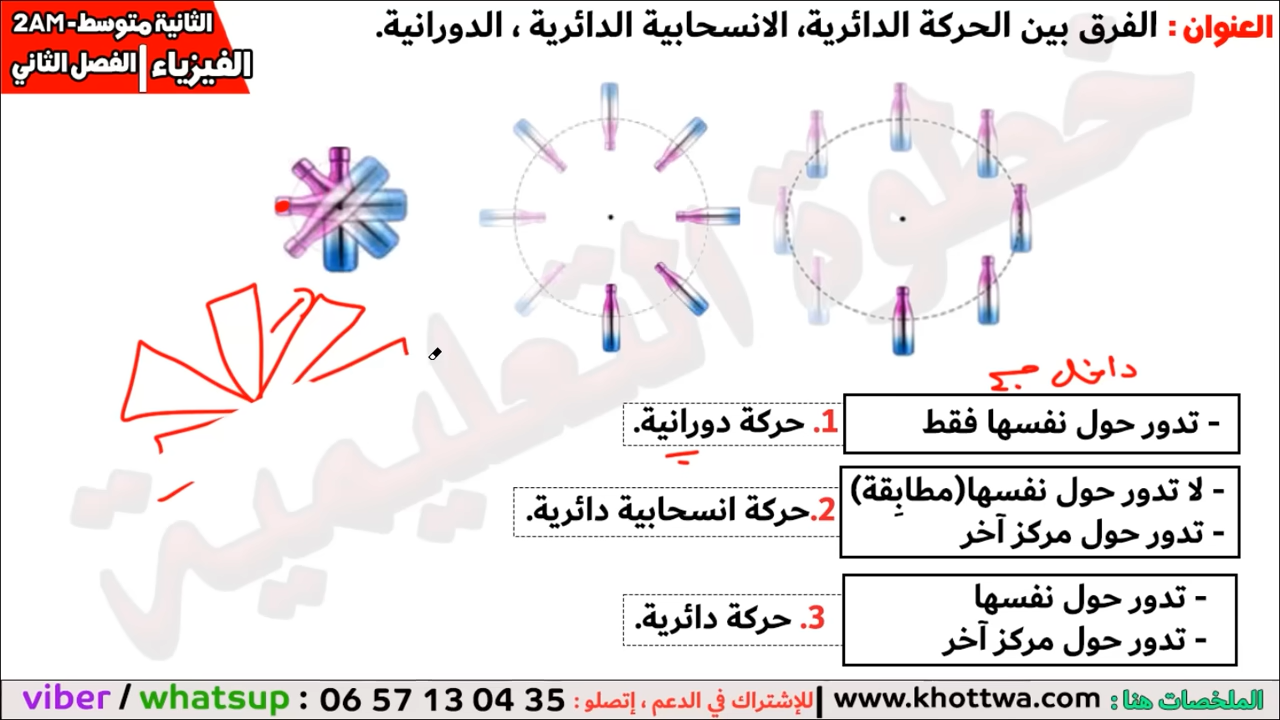 العنوان : الفرق بين الحركة الدائرية، الانسحابية الدائرية ، الدورانية.
الثانية متوسط-2AM
الفيزياء | الفصل الثاني
خطوة التعليمية
داخل
- تدور حول نفسها فقط
1. حركة دورانية.
- لا تدور حول نفسها(مطابِقة)
- تدور حول مركز آخر
2.حركة انسحابية دائرية.
- تدور حول نفسها
- تدور حول مركز آخر
3. حركة دائرية.
الملخصات هنا : www.khottwa.com | للإشتراك في الدعم ، إتصلو : viber / whatsup : 06 57 13 04 35